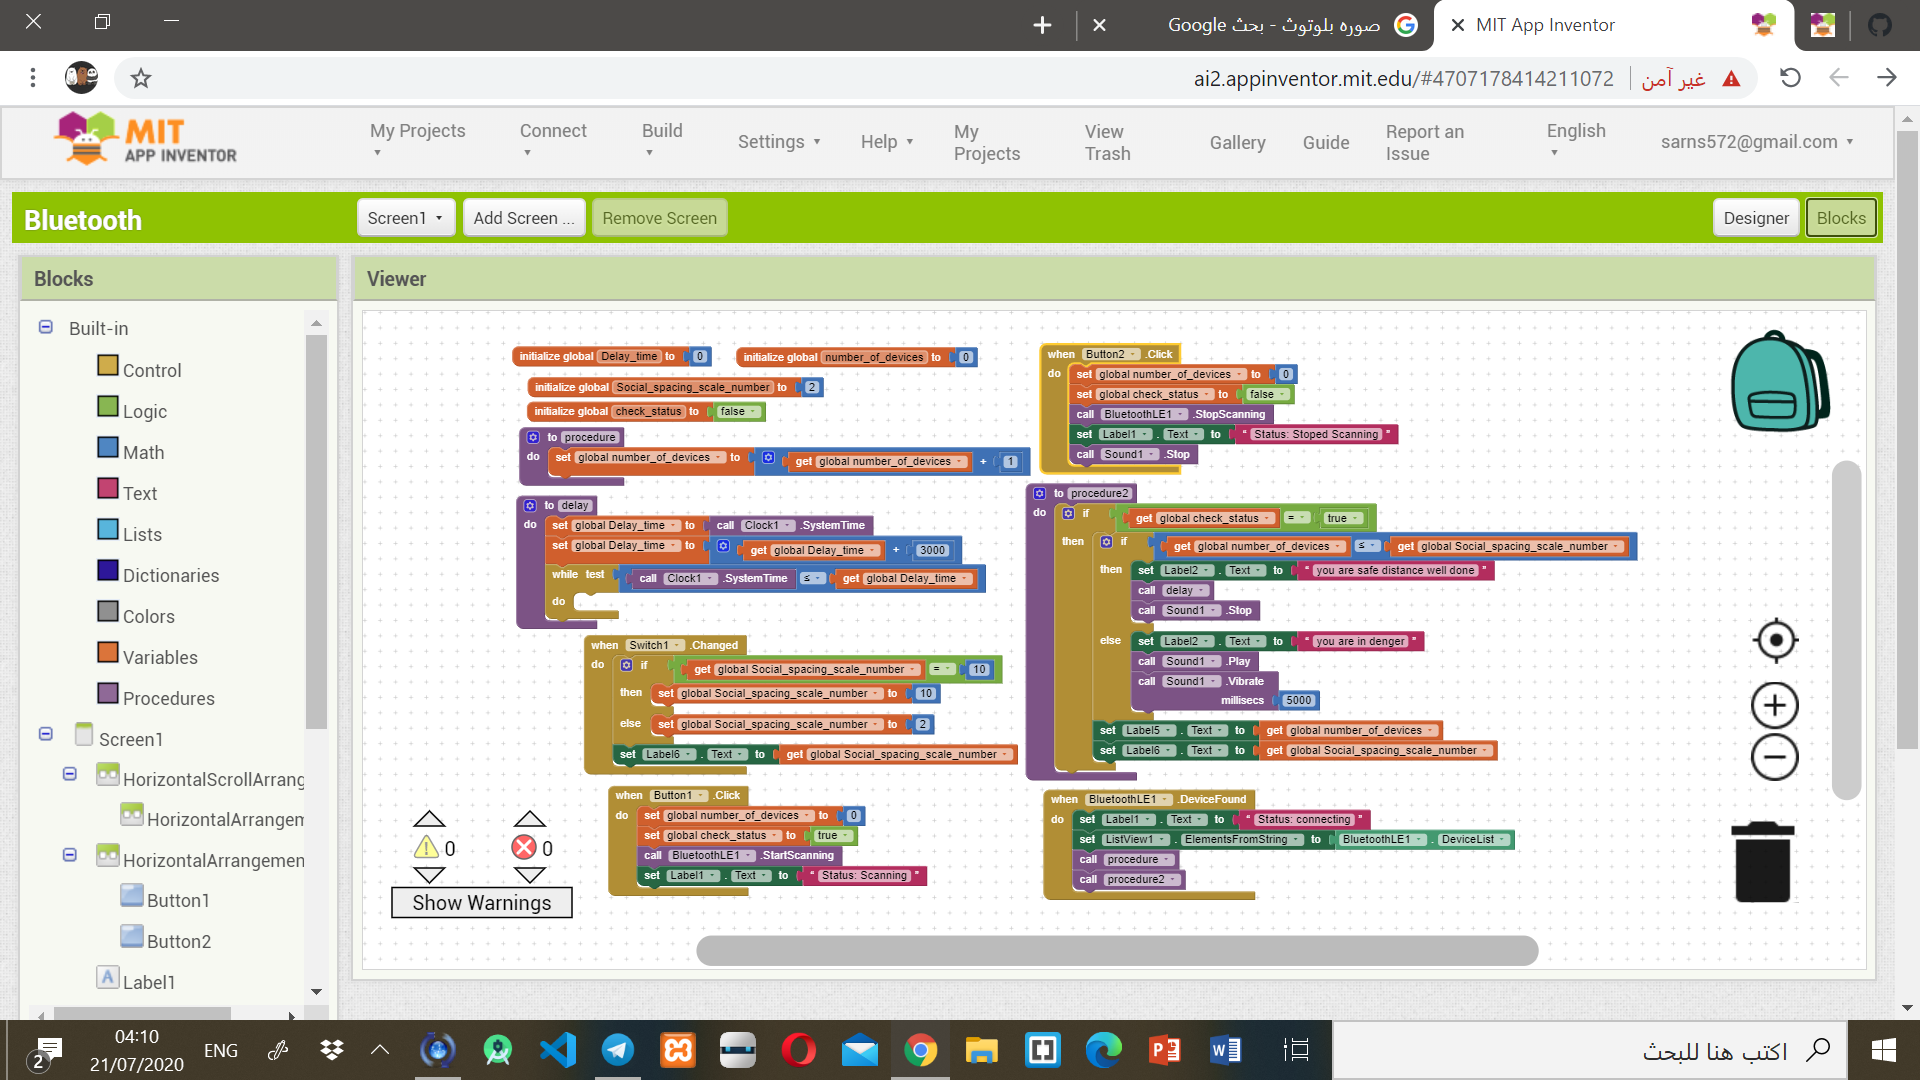 صوره بلوتوث - بحث Google
MIT App Inventor
ai2.appinventor.mit.edu/#4707178414211072
غير آمن
MIT
APP INVENTOR
My Projects
Connect
Build
Settings
Help
My Projects
View Trash
Gallery
Guide
Report an Issue
English
sarns572@gmail.com
Bluetooth
Screen1
Add Screen ...
Remove Screen
Designer
Blocks
Blocks
Viewer
Built-in
Control
Logic
Math
Text
Lists
Dictionaries
Colors
Variables
Procedures
Screen1
HorizontalScrollArrang
HorizontalArrangem
HorizontalArrangemen
Button1
Button2
Label1
initialize global Delay_time to 0
initialize global number_of_devices to 0
initialize global Social_spacing_scale_number to 2
initialize global check_status to false
to procedure
do set global number_of_devices to get global number_of_devices + 1
to delay
do set global Delay_time to call Clock1 .SystemTime
set global Delay_time to get global Delay_time + 3000
while test call Clock1 .SystemTime ≤ get global Delay_time
do
when Switch1 .Changed
do if get global Social_spacing_scale_number = 10
then set global Social_spacing_scale_number to 10
else set global Social_spacing_scale_number to 2
set Label6 . Text to get global Social_spacing_scale_number
when Button1 .Click
do set global number_of_devices to 0
set global check_status to true
call BluetoothLE1 .StartScanning
set Label1 . Text to " Status: Scanning "
when Button2 .Click
do set global number_of_devices to 0
set global check_status to false
call BluetoothLE1 .StopScanning
set Label1 . Text to " Status: Stoped Scanning "
call Sound1 .Stop
to procedure2
do if get global check_status = true
then if get global number_of_devices ≤ get global Social_spacing_scale_number
then set Label2 . Text to " you are safe distance well done "
call delay
call Sound1 .Stop
else set Label2 . Text to " you are in denger "
call Sound1 .Play
call Sound1 .Vibrate
millisecs 5000
set Label5 . Text to get global number_of_devices
set Label6 . Text to get global Social_spacing_scale_number
when BluetoothLE1 .DeviceFound
do set Label1 . Text to " Status: connecting "
set ListView1 . ElementsFromString to BluetoothLE1 . DeviceList
call procedure
call procedure2
0
0
Show Warnings
2
04:10
21/07/2020
ENG
اكتب هنا للبحث